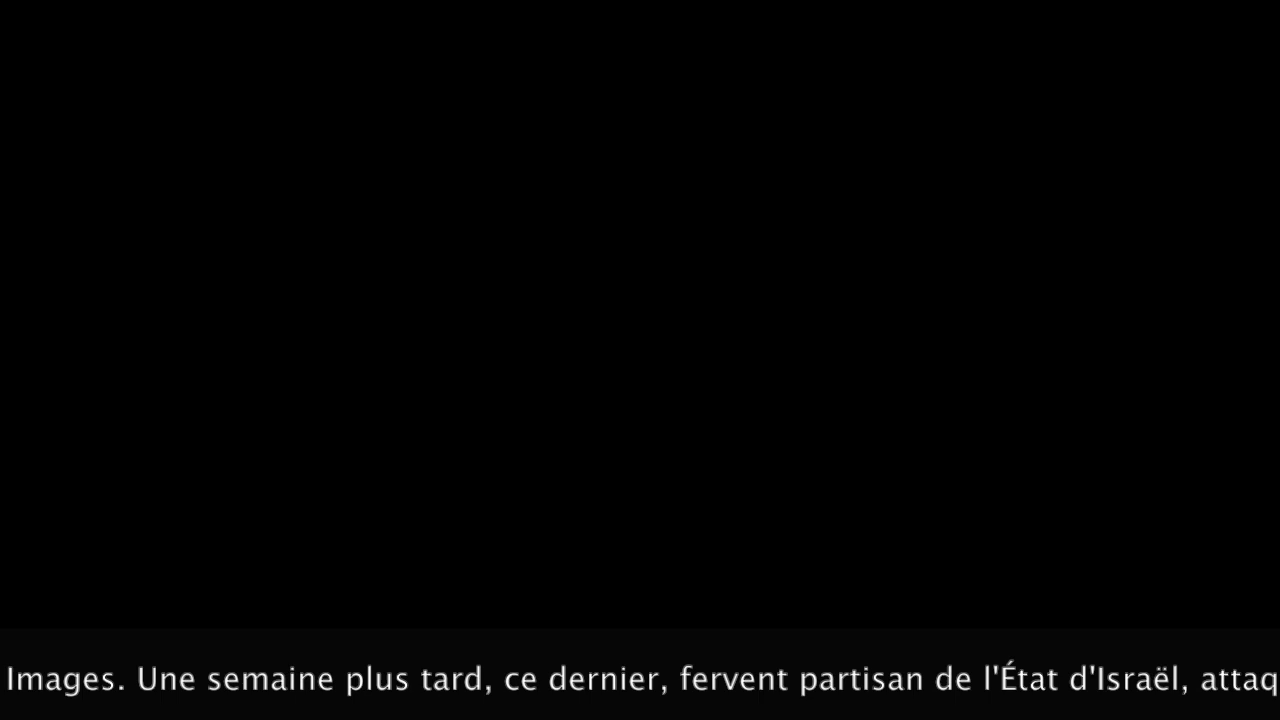 Images. Une semaine plus tard, ce dernier, fervent partisan de l'État d'Israël, attaq